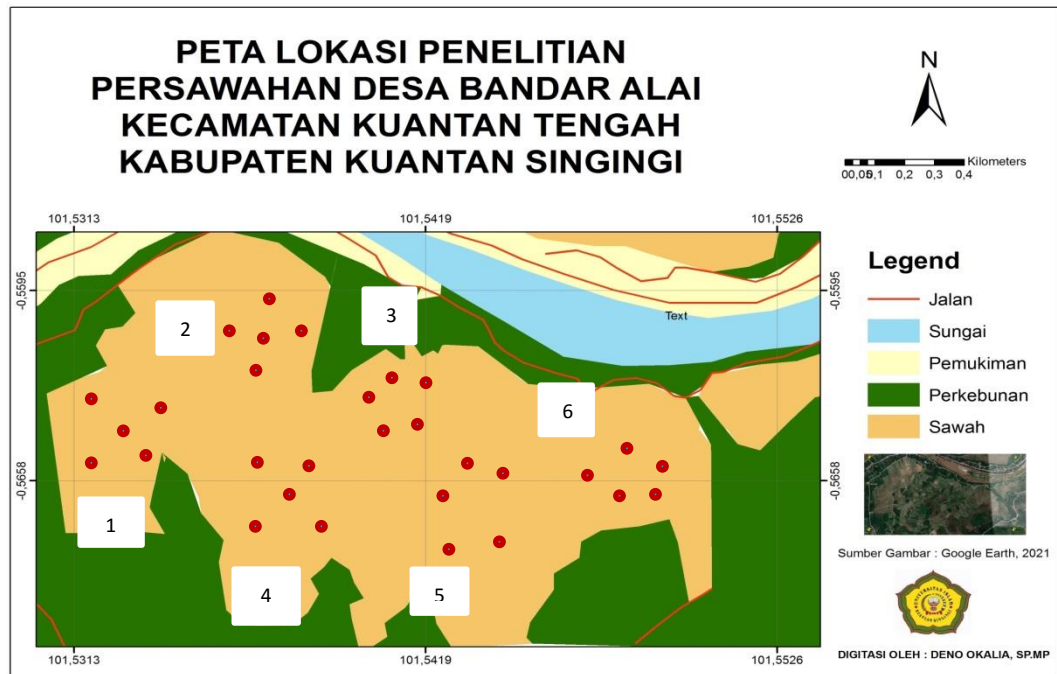 PETA LOKASI PENELITIAN
PERSAWAHAN DESA BANDAR ALAI
KECAMATAN KUANTAN TENGAH
KABUPATEN KUANTAN SINGINGI
N
Kilometers
00,050,1 0,2 0,3 0,4
101,5313 101,5419 101,5526
-0,5595
-0,5595
-0,5658
-0,5658
2
3
6
1
4
5
Text
Legend
Jalan
Sungai
Pemukiman
Perkebunan
Sawah
Sumber Gambar : Google Earth, 2021
DIGITASI OLEH : DENO OKALIA, SP.MP
101,5313 101,5419 101,5526